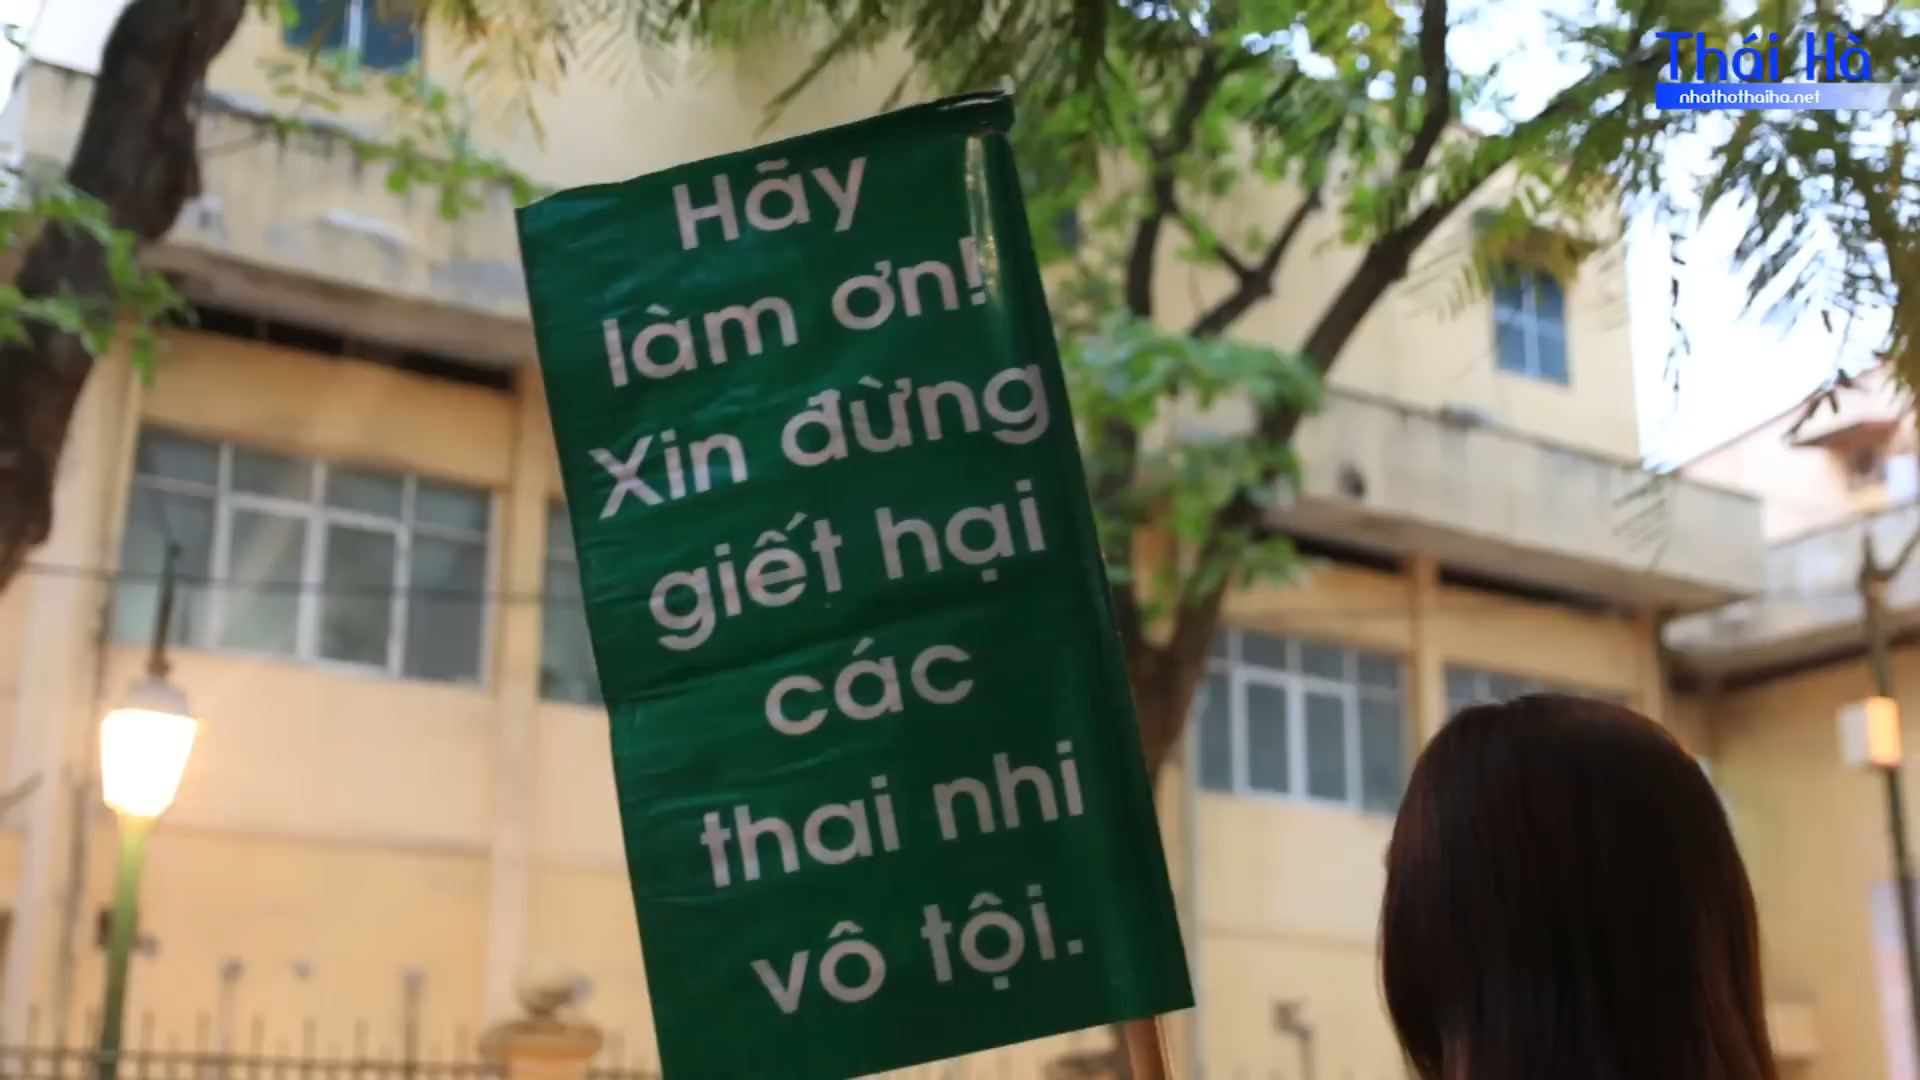 Thái Hà
nhathothaiha.net
Hãy
làm ơn!
Xin đừng
giết hại
các
thai nhi
vô tội.